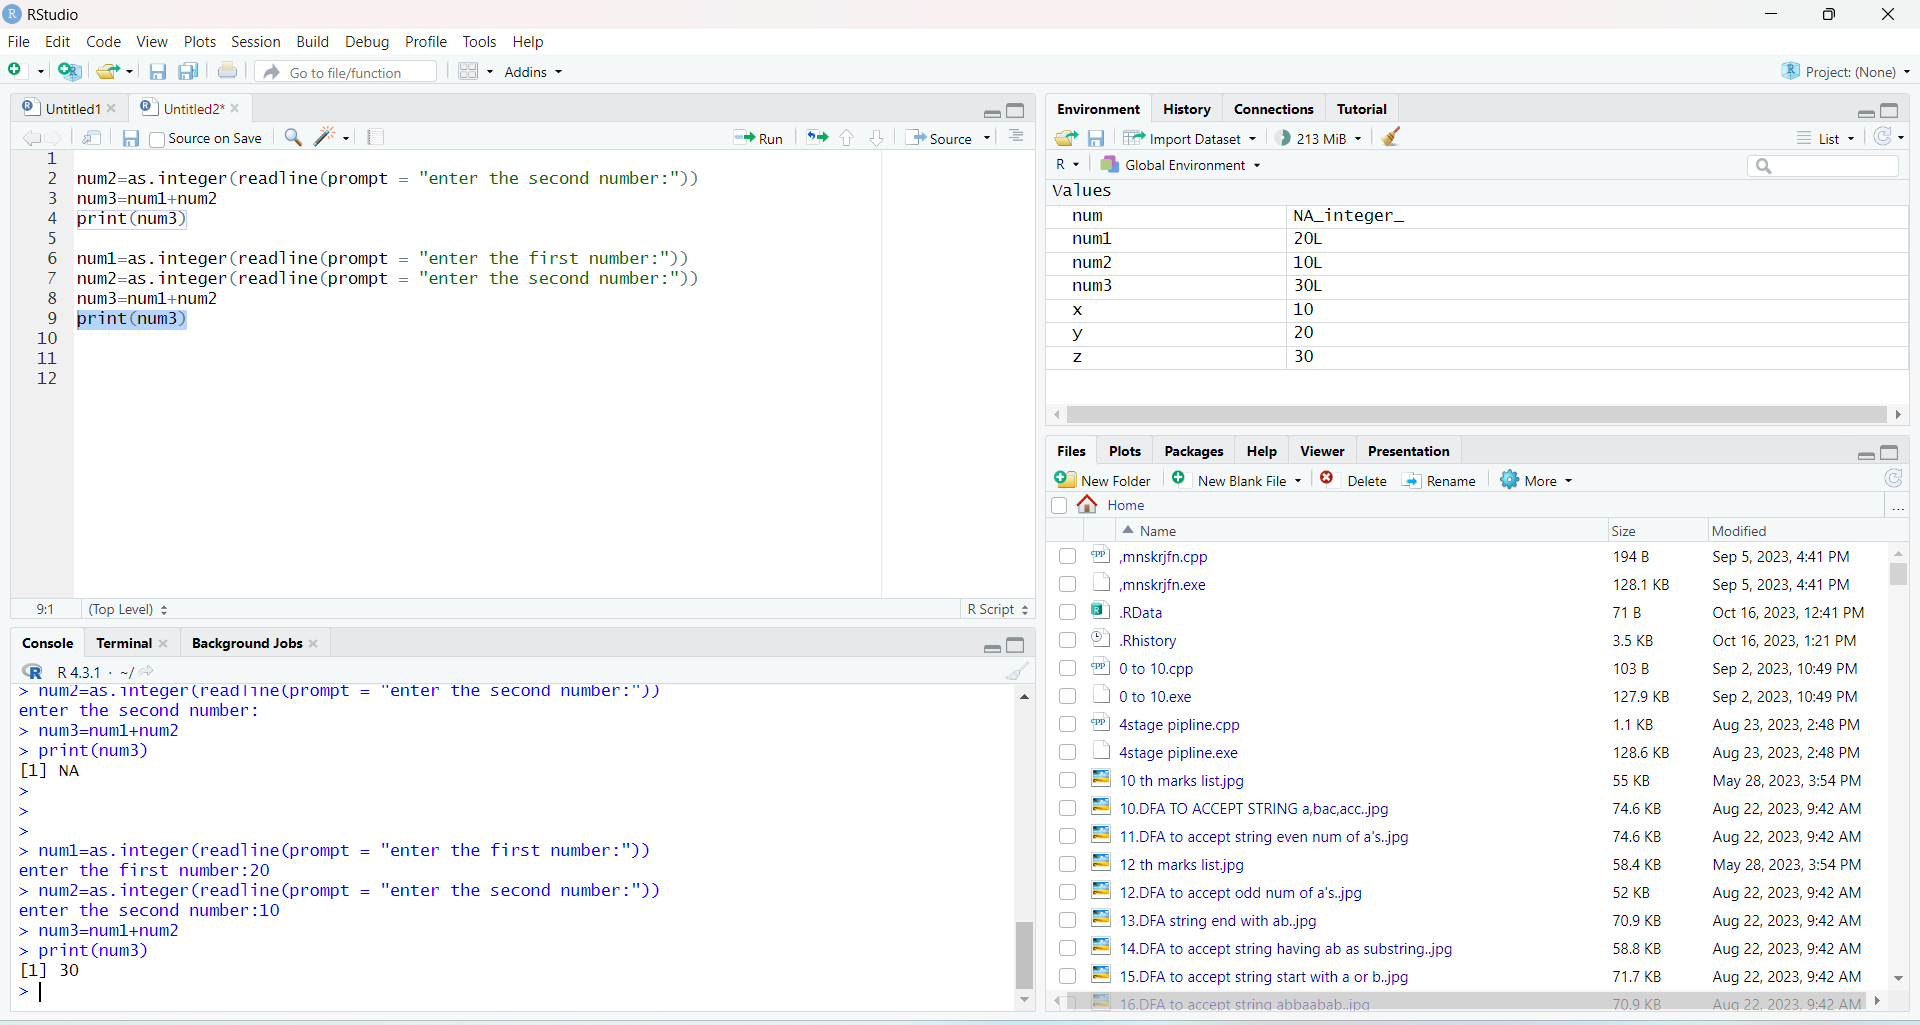 RStudio
File Edit Code View Plots Session Build Debug Profile Tools Help
Go to file/function Addins Project: (None)
Untitled1 Untitled2*
Source on Save Run Source
1
2 num2=as.integer(readline(prompt = "enter the second number:"))
3 num3=num1+num2
4 print(num3)
5
6 num1=as.integer(readline(prompt = "enter the first number:"))
7 num2=as.integer(readline(prompt = "enter the second number:"))
8 num3=num1+num2
9 print(num3)
10
11
12
9:1 (Top Level) R Script
Console Terminal Background Jobs
R 4.3.1 · ~/
> num2=as.integer(readline(prompt = "enter the second number:"))
enter the second number:
> num3=num1+num2
> print(num3)
[1] NA
>
>
>
> num1=as.integer(readline(prompt = "enter the first number:"))
enter the first number:20
> num2=as.integer(readline(prompt = "enter the second number:"))
enter the second number:10
> num3=num1+num2
> print(num3)
[1] 30
>
Environment History Connections Tutorial
Import Dataset 213 MiB List
R Global Environment
Values
num NA_integer_
num1 20L
num2 10L
num3 30L
x 10
y 20
z 30
Files Plots Packages Help Viewer Presentation
New Folder New Blank File Delete Rename More
Home ...
Name Size Modified
,mnskrjfn.cpp 194 B Sep 5, 2023, 4:41 PM
,mnskrjfn.exe 128.1 KB Sep 5, 2023, 4:41 PM
.RData 71 B Oct 16, 2023, 12:41 PM
.Rhistory 3.5 KB Oct 16, 2023, 1:21 PM
0 to 10.cpp 103 B Sep 2, 2023, 10:49 PM
0 to 10.exe 127.9 KB Sep 2, 2023, 10:49 PM
4stage pipline.cpp 1.1 KB Aug 23, 2023, 2:48 PM
4stage pipline.exe 128.6 KB Aug 23, 2023, 2:48 PM
10 th marks list.jpg 55 KB May 28, 2023, 3:54 PM
10.DFA TO ACCEPT STRING a,bac,acc..jpg 74.6 KB Aug 22, 2023, 9:42 AM
11.DFA to accept string even num of a's..jpg 74.6 KB Aug 22, 2023, 9:42 AM
12 th marks list.jpg 58.4 KB May 28, 2023, 3:54 PM
12.DFA to accept odd num of a's..jpg 52 KB Aug 22, 2023, 9:42 AM
13.DFA string end with ab..jpg 70.9 KB Aug 22, 2023, 9:42 AM
14.DFA to accept string having ab as substring..jpg 58.8 KB Aug 22, 2023, 9:42 AM
15.DFA to accept string start with a or b..jpg 71.7 KB Aug 22, 2023, 9:42 AM
16.DFA to accept string abbaabab..jpg 70.9 KB Aug 22, 2023, 9:42 AM